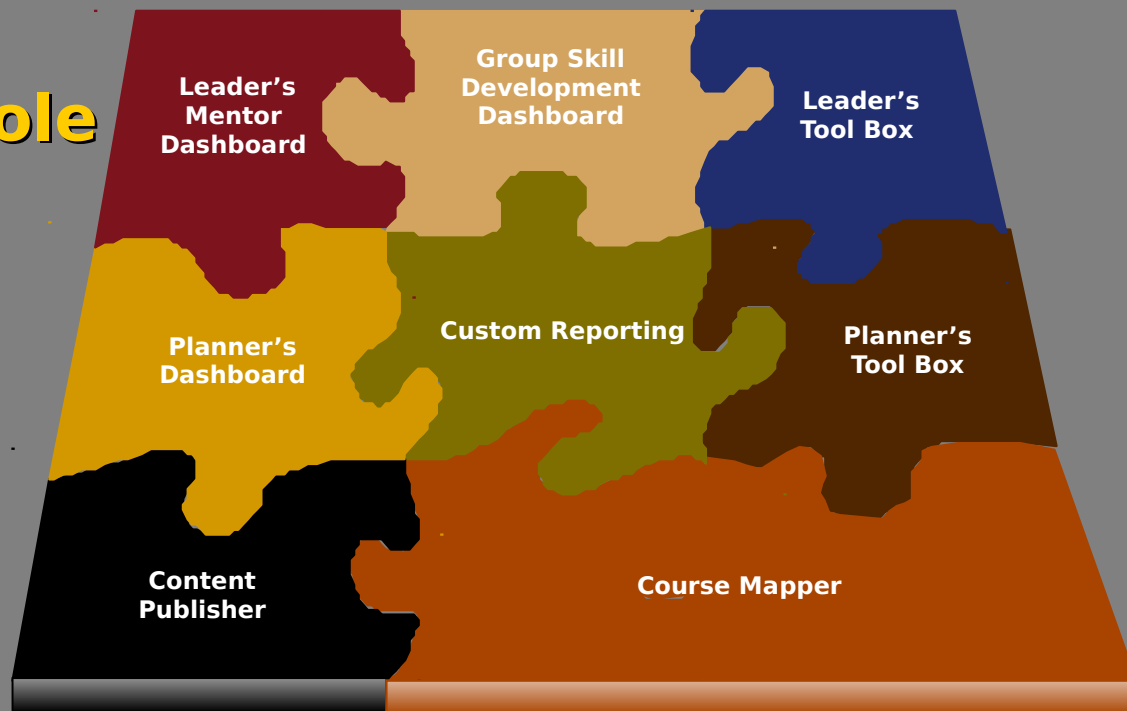 Leader’s
Mentor
Dashboard
Group Skill
Development
Dashboard
Leader’s
Tool Box
ole
Planner’s
Dashboard
Custom Reporting
Planner’s
Tool Box
Content
Publisher
Course Mapper